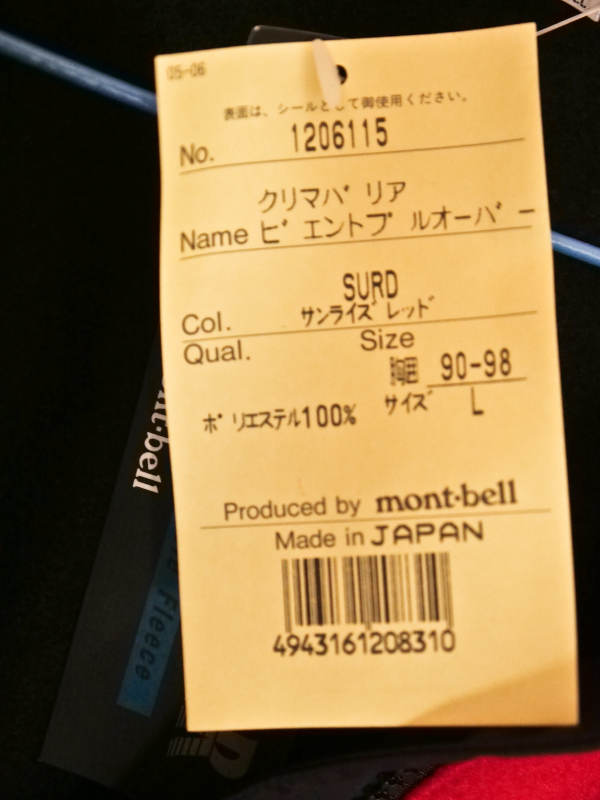 05-06
表面は、シールとして御使用ください。
No. 1206115
クリマバリア
Name ビエントプルオーバー
SURD
Col. サンライズレッド
Qual. Size
胸囲 90-98
ポリエステル100% サイズ L
Produced by mont·bell
Made in JAPAN
4943161208310
nt·bell
Fleece